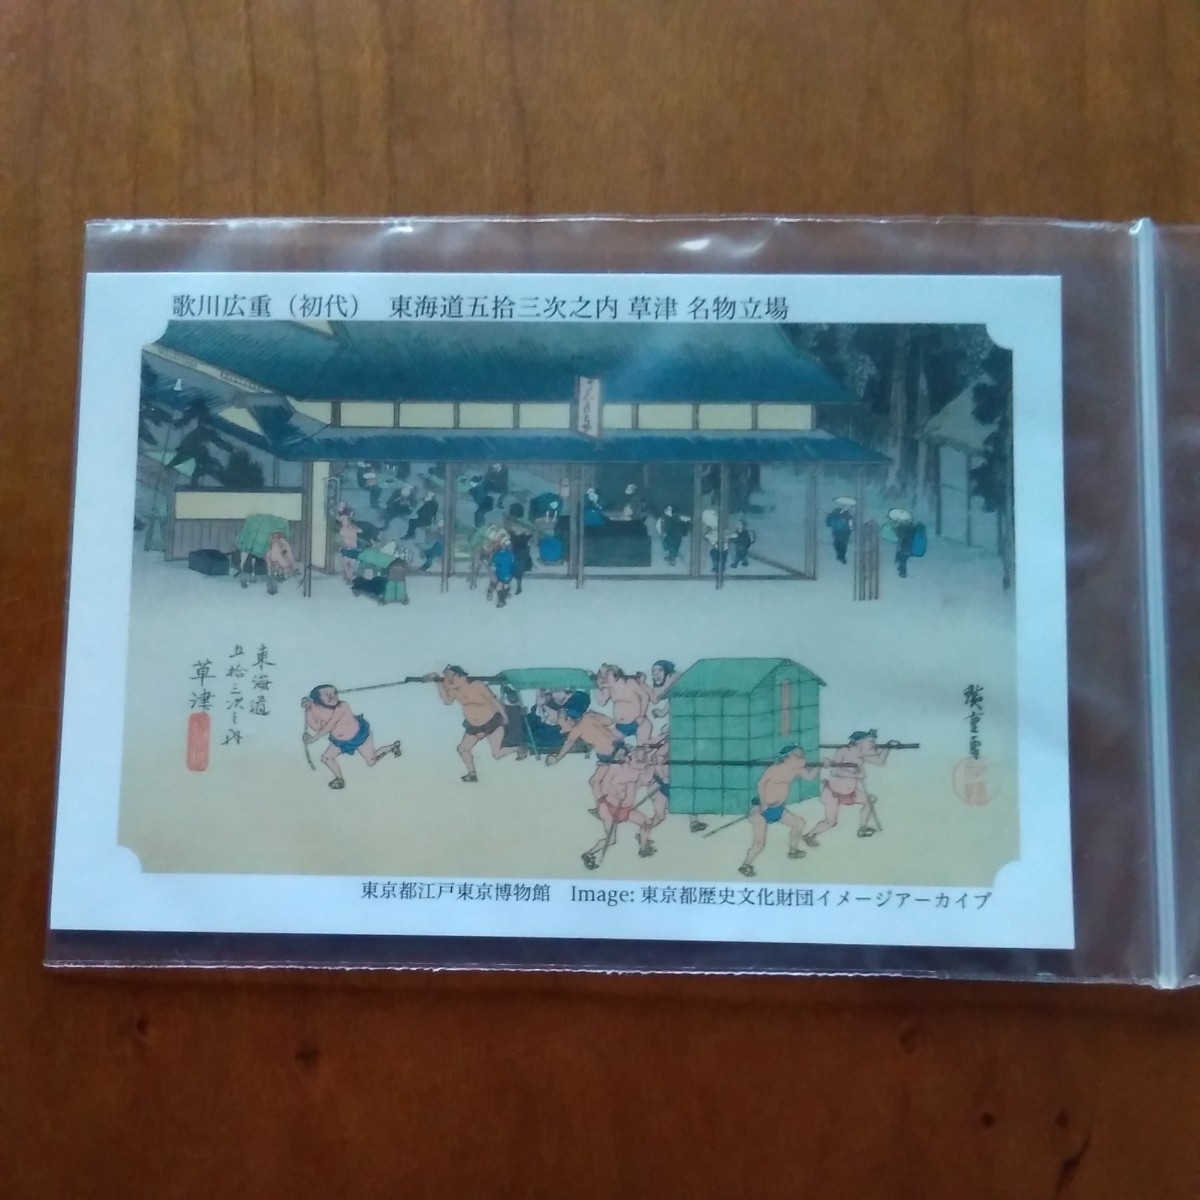 歌川広重（初代） 東海道五拾三次之内 草津 名物立場
東海道
五拾三次之内
草津
廣重画
東京都江戸東京博物館 Image: 東京都歴史文化財団イメージアーカイブ